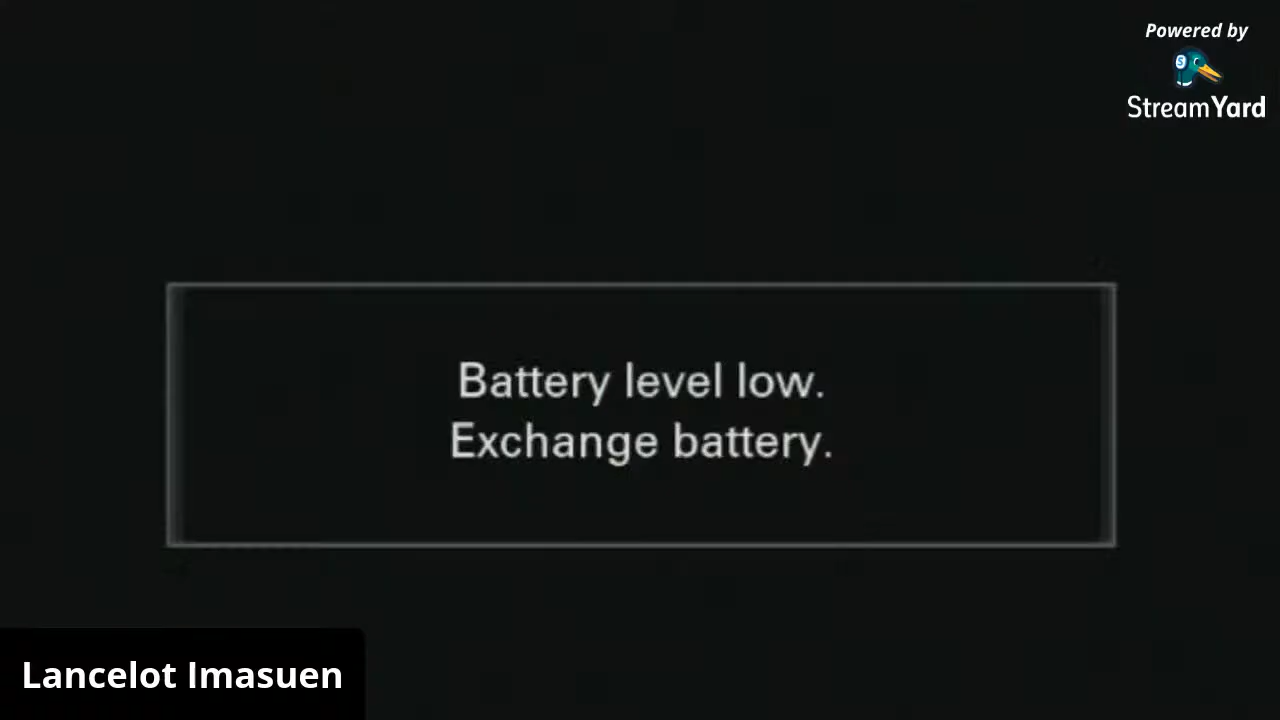 Powered by
StreamYard
Battery level low.
Exchange battery.
Lancelot Imasuen